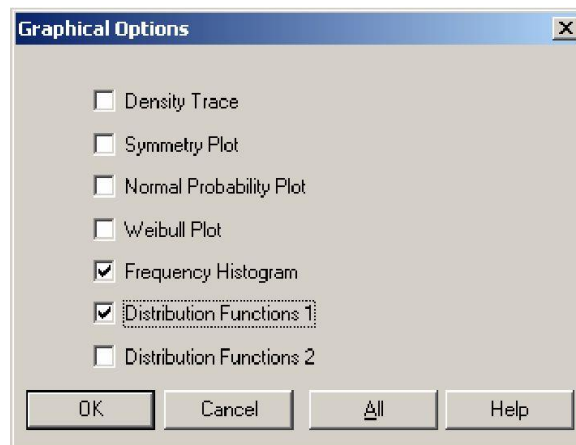 Graphical Options
Density Trace
Symmetry Plot
Normal Probability Plot
Weibull Plot
Frequency Histogram
Distribution Functions 1
Distribution Functions 2
OK Cancel All Help